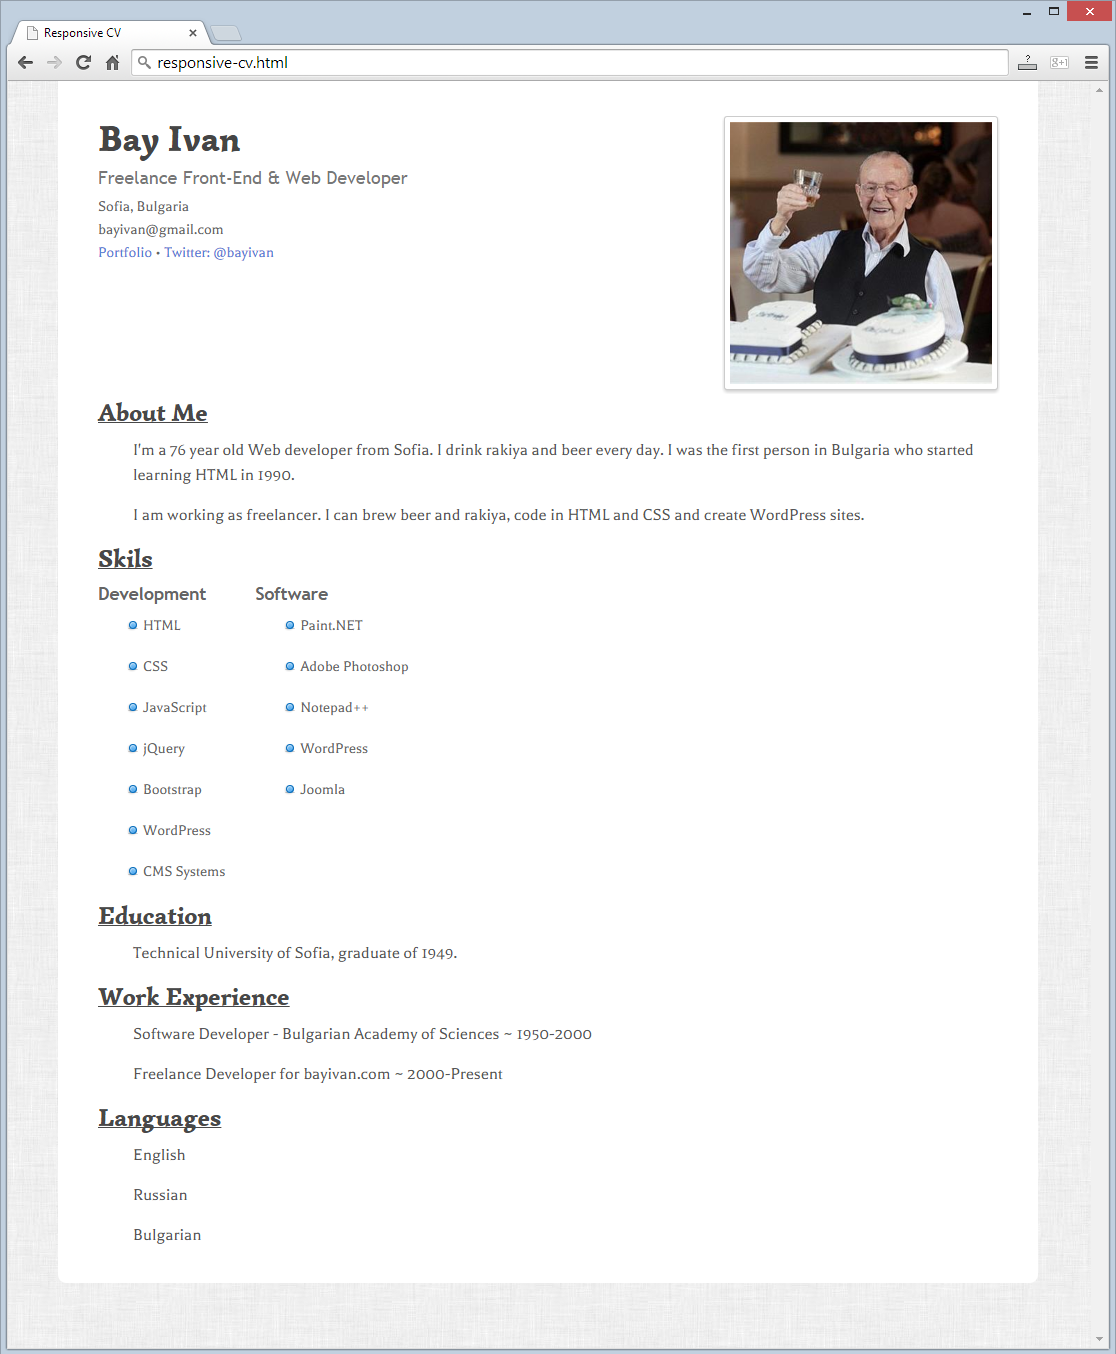 Responsive CV
responsive-cv.html
?
g+1
Bay Ivan
Freelance Front-End & Web Developer
Sofia, Bulgaria
bayivan@gmail.com
Portfolio • Twitter: @bayivan
About Me
I'm a 76 year old Web developer from Sofia. I drink rakiya and beer every day. I was the first person in Bulgaria who started
learning HTML in 1990.
I am working as freelancer. I can brew beer and rakiya, code in HTML and CSS and create WordPress sites.
Skils
Development
HTML
CSS
JavaScript
jQuery
Bootstrap
WordPress
CMS Systems
Software
Paint.NET
Adobe Photoshop
Notepad++
WordPress
Joomla
Education
Technical University of Sofia, graduate of 1949.
Work Experience
Software Developer - Bulgarian Academy of Sciences ~ 1950-2000
Freelance Developer for bayivan.com ~ 2000-Present
Languages
English
Russian
Bulgarian